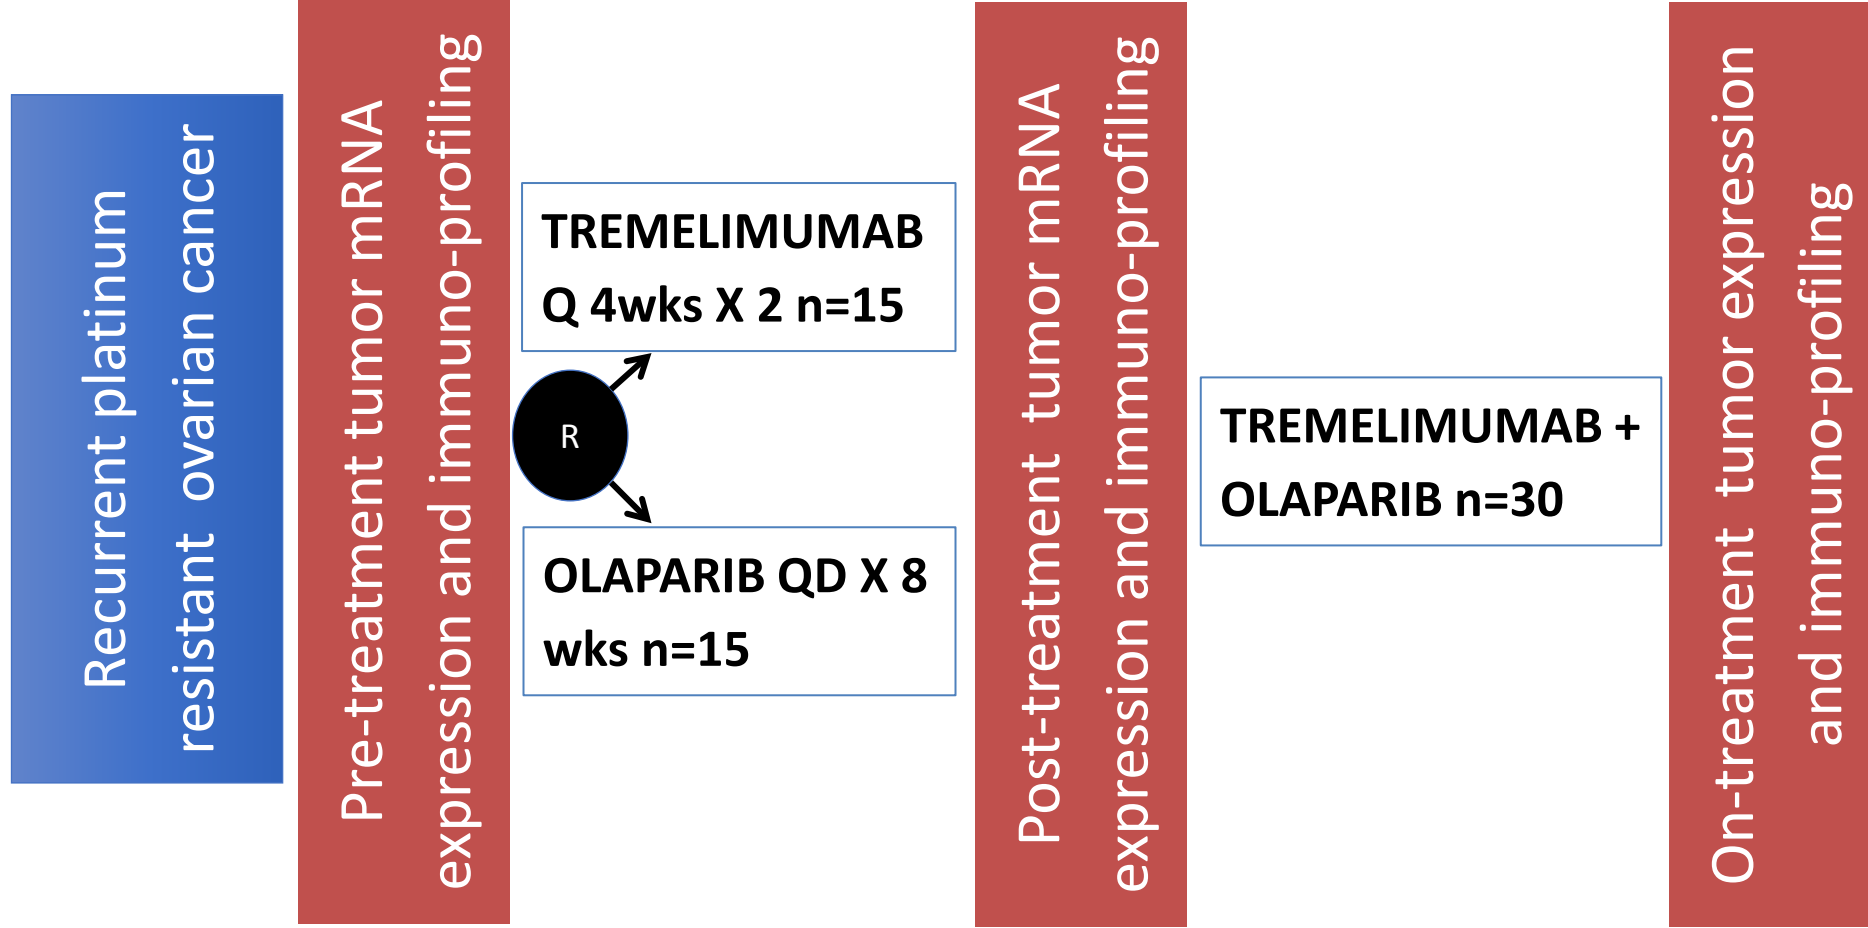 Recurrent platinum
resistant ovarian cancer
Pre-treatment tumor mRNA
expression and immuno-profiling
TREMELIMUMAB
Q 4wks X 2 n=15
R
OLAPARIB QD X 8
wks n=15
Post-treatment tumor mRNA
expression and immuno-profiling
TREMELIMUMAB +
OLAPARIB n=30
On-treatment tumor expression
and immuno-profiling